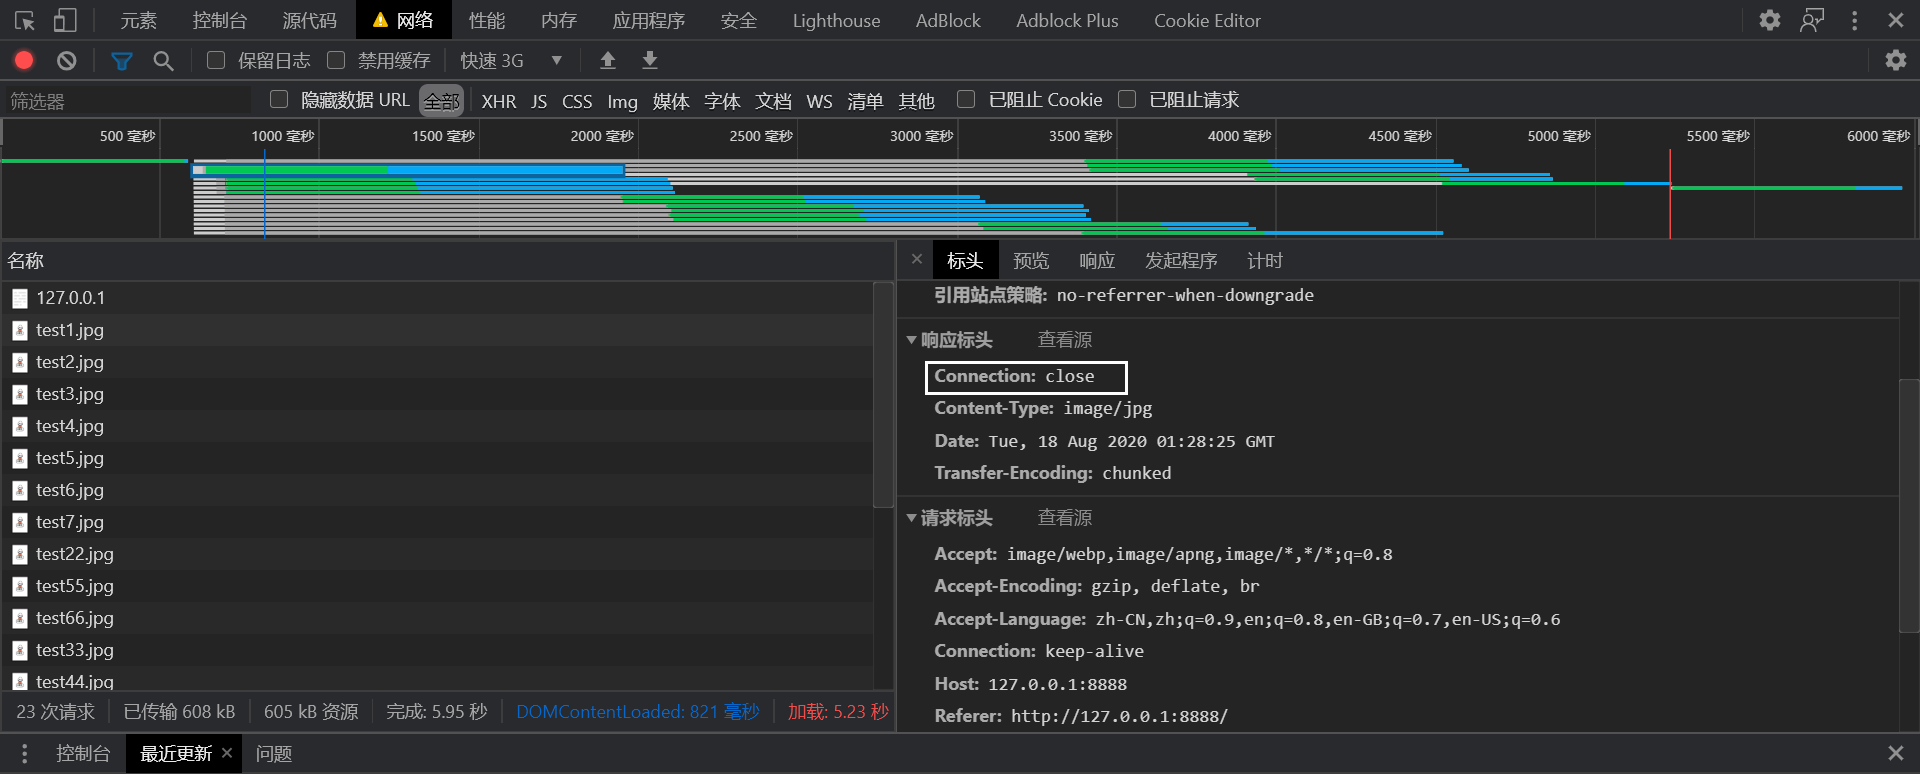 元素 控制台 源代码 网络 性能 内存 应用程序 安全 Lighthouse AdBlock Adblock Plus Cookie Editor
保留日志 禁用缓存 快速 3G
筛选器 隐藏数据 URL 全部 XHR JS CSS Img 媒体 字体 文档 WS 清单 其他 已阻止 Cookie 已阻止请求
500 毫秒 1000 毫秒 1500 毫秒 2000 毫秒 2500 毫秒 3000 毫秒 3500 毫秒 4000 毫秒 4500 毫秒 5000 毫秒 5500 毫秒 6000 毫秒
名称
127.0.0.1
test1.jpg
test2.jpg
test3.jpg
test4.jpg
test5.jpg
test6.jpg
test7.jpg
test22.jpg
test55.jpg
test66.jpg
test33.jpg
test44.jpg
23 次请求 已传输 608 kB 605 kB 资源 完成: 5.95 秒 DOMContentLoaded: 821 毫秒 加载: 5.23 秒
× 标头 预览 响应 发起程序 计时
引用站点策略: no-referrer-when-downgrade
响应标头 查看源
Connection: close
Content-Type: image/jpg
Date: Tue, 18 Aug 2020 01:28:25 GMT
Transfer-Encoding: chunked
请求标头 查看源
Accept: image/webp,image/apng,image/*,*/*;q=0.8
Accept-Encoding: gzip, deflate, br
Accept-Language: zh-CN,zh;q=0.9,en;q=0.8,en-GB;q=0.7,en-US;q=0.6
Connection: keep-alive
Host: 127.0.0.1:8888
Referer: http://127.0.0.1:8888/
控制台 最近更新 × 问题